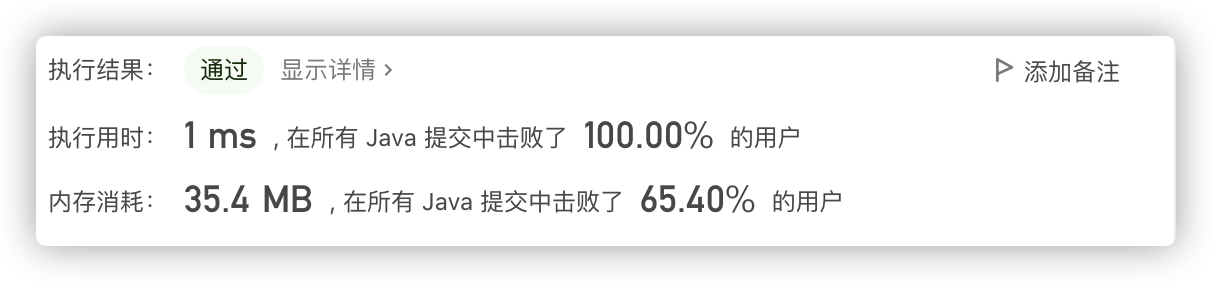 执行结果： 通过 显示详情 › 添加备注
执行用时： 1 ms , 在所有 Java 提交中击败了 100.00% 的用户
内存消耗： 35.4 MB , 在所有 Java 提交中击败了 65.40% 的用户